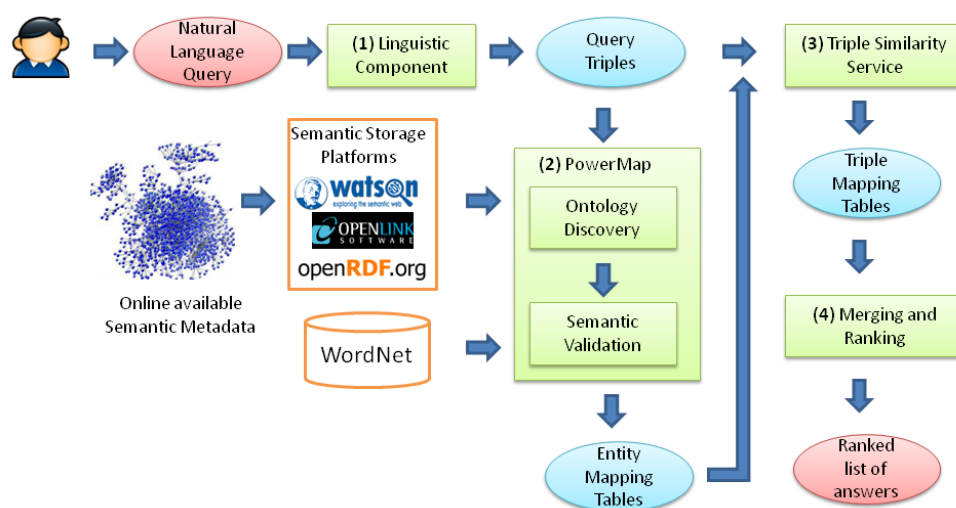 Natural
Language
Query
(1) Linguistic
Component
Query
Triples
(3) Triple Similarity
Service
Semantic Storage
Platforms
watson
exploring the semantic web
OPENLINK
SOFTWARE
openRDF.org
Online available
Semantic Metadata
WordNet
(2) PowerMap
Ontology
Discovery
Semantic
Validation
Entity
Mapping
Tables
Triple
Mapping
Tables
(4) Merging and
Ranking
Ranked
list of
answers